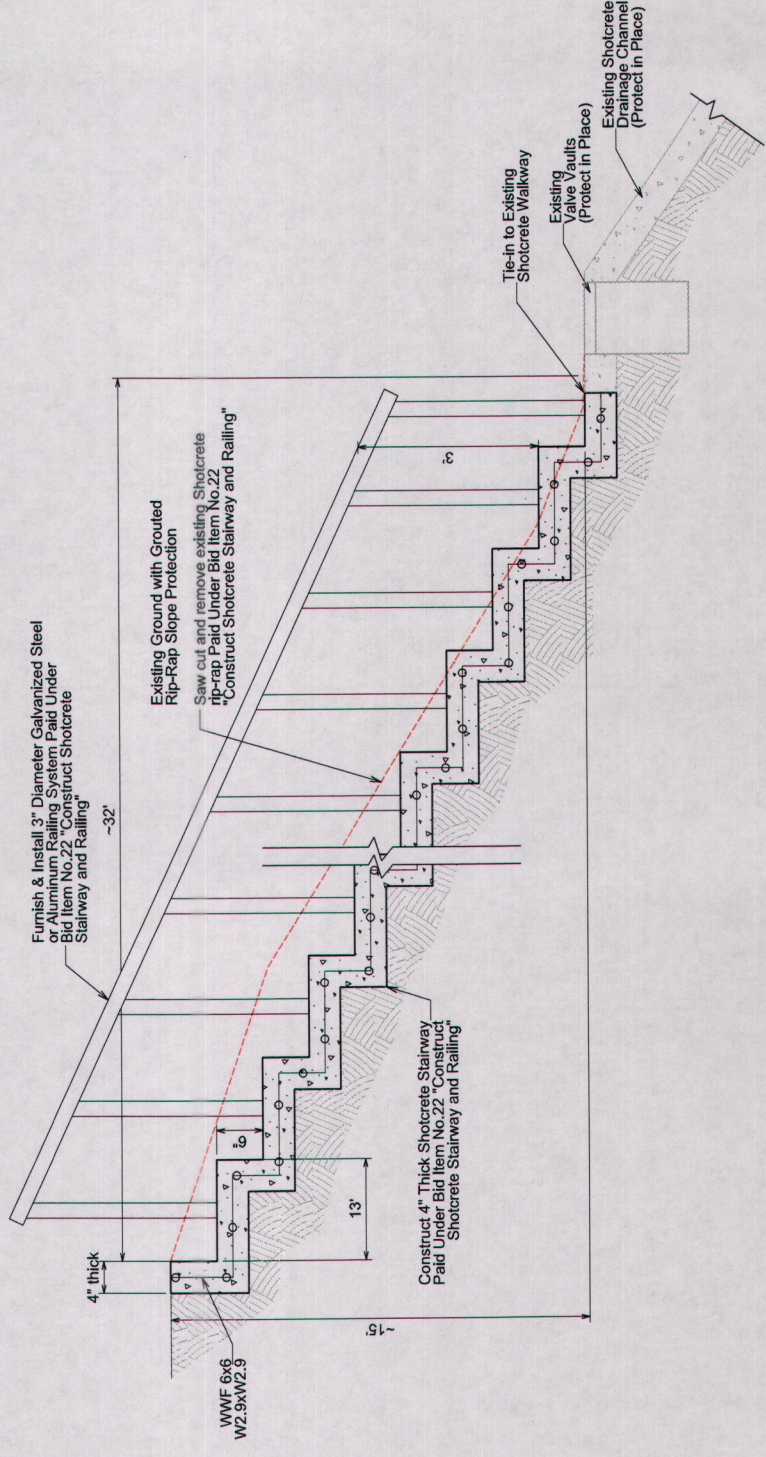 Furnish & Install 3" Diameter Galvanized Steel
or Aluminum Railing System Paid Under
Bid Item No.22 "Construct Shotcrete
Stairway and Railing"
~32'
Existing Ground with Grouted
Rip-Rap Slope Protection
Saw cut and remove existing Shotcrete
rip-rap Paid Under Bid Item No.22
"Construct Shotcrete Stairway and Railing"
3'
Tie-in to Existing
Shotcrete Walkway
Existing
Valve Vaults
(Protect in Place)
Existing Shotcrete
Drainage Channel
(Protect in Place)
4" thick
6"
13'
WWF 6x6
W2.9xW2.9
~15'
Construct 4" Thick Shotcrete Stairway
Paid Under Bid Item No.22 "Construct
Shotcrete Stairway and Railing"